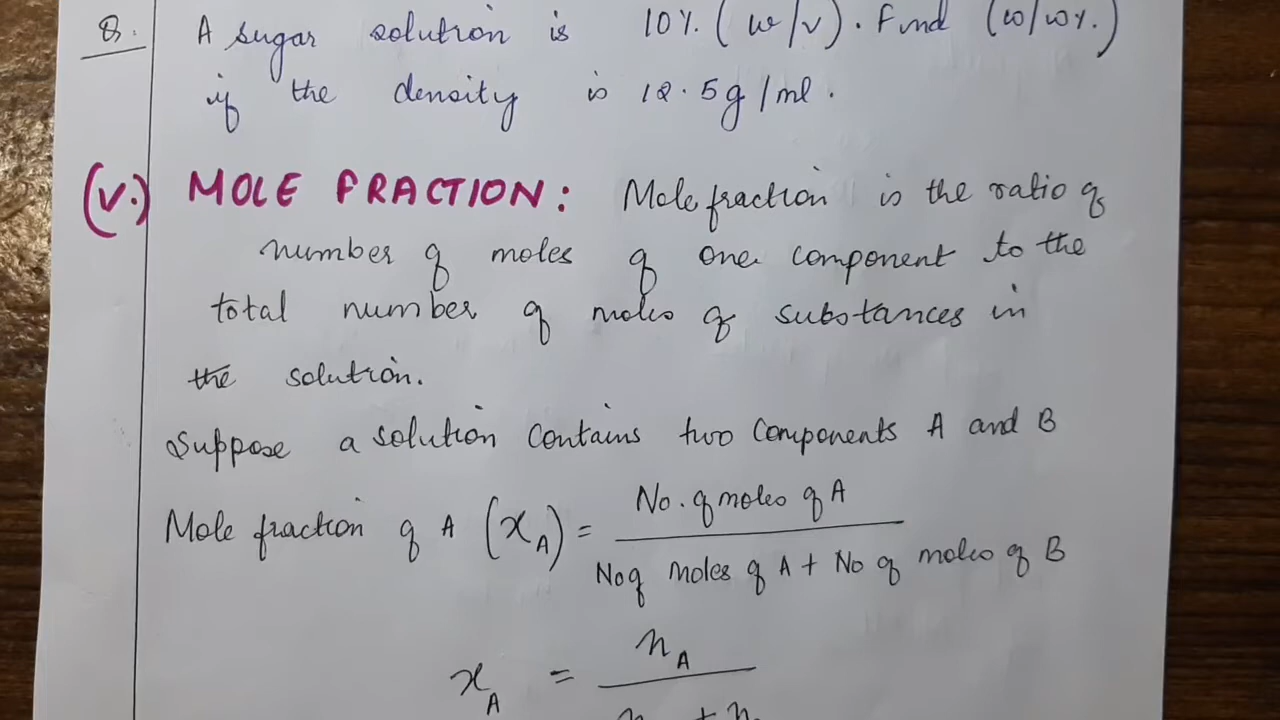 Q. A sugar solution is 10%. (w/v). Find (w/w%.)
if the density is 12.5g/ml.
(V.) MOLE FRACTION: Mole fraction is the ratio of
number of moles of one component to the
total number of moles of substances in
the solution.
Suppose a solution contains two components A and B
Mole fraction of A (xA) = No. of moles of A
No of moles of A + No of moles of B
xA = nA